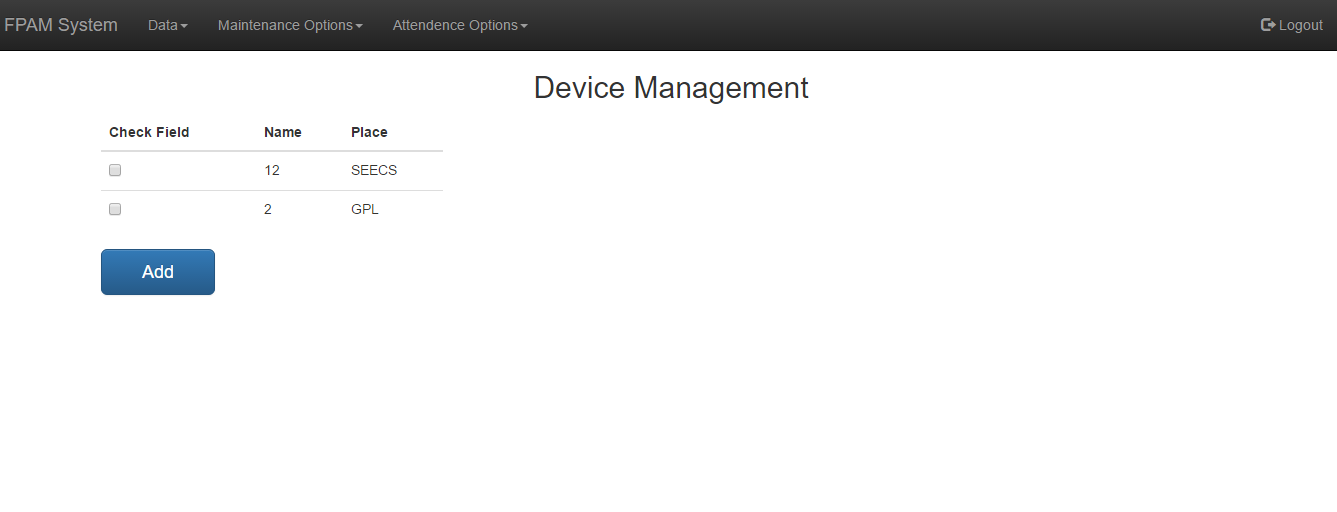 FPAM System Data Maintenance Options Attendence Options Logout
Device Management
Check Field Name Place
12 SEECS
2 GPL
Add